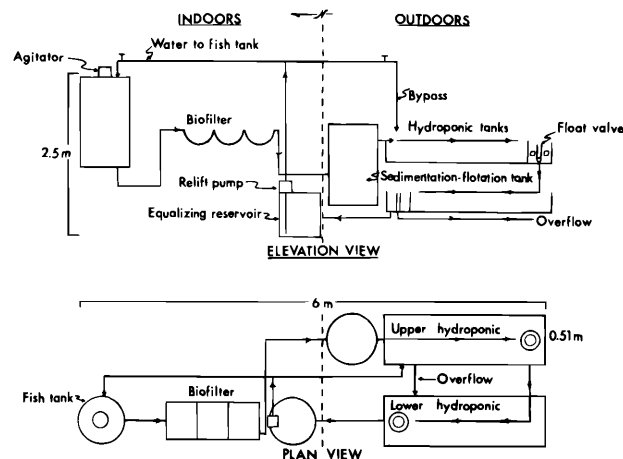 INDOORS
N
OUTDOORS
Water to fish tank
Agitator
Bypass
Biofilter
Hydroponic tanks
Float valve
2.5 m
Sedimentation-flotation tank
Relift pump
Equalizing reservoir
Overflow
ELEVATION VIEW
6 m
Upper hydroponic
0.51m
Fish tank
Biofilter
Overflow
Lower hydroponic
PLAN VIEW